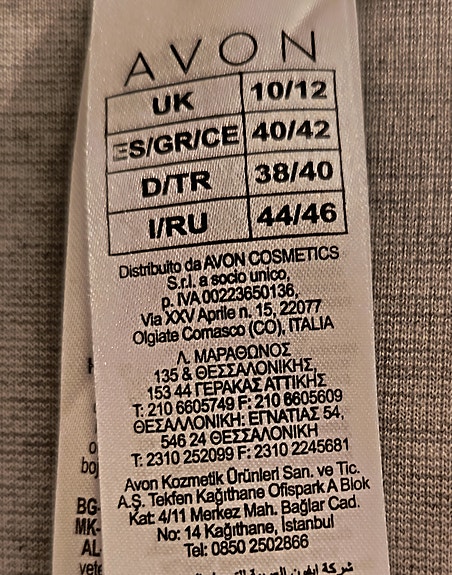 AVON
UK 10/12
ES/GR/CE 40/42
D/TR 38/40
I/RU 44/46
Distribuito da AVON COSMETICS
S.r.l. a socio unico,
p. IVA 00223650136,
Via XXV Aprile n. 15, 22077
Olgiate Comasco (CO), ITALIA
Λ. ΜΑΡΑΘΩΝΟΣ
135 & ΘΕΣΣΑΛΟΝΙΚΗΣ,
153 44 ΓΕΡΑΚΑΣ ΑΤΤΙΚΗΣ
T: 210 6605749 F: 210 6605609
ΘΕΣΣΑΛΟΝΙΚΗ: ΕΓΝΑΤΙΑΣ 54,
546 24 ΘΕΣΣΑΛΟΝΙΚΗ
T: 2310 252099 F: 2310 2245681
Avon Kozmetik Ürünleri San. ve Tic.
A.Ş. Tekfen Kağıthane Ofispark A Blok
Kat: 4/11 Merkez Mah. Bağlar Cad.
No: 14 Kağıthane, İstanbul
Tel: 0850 2502866
BG-
MK-
AL-